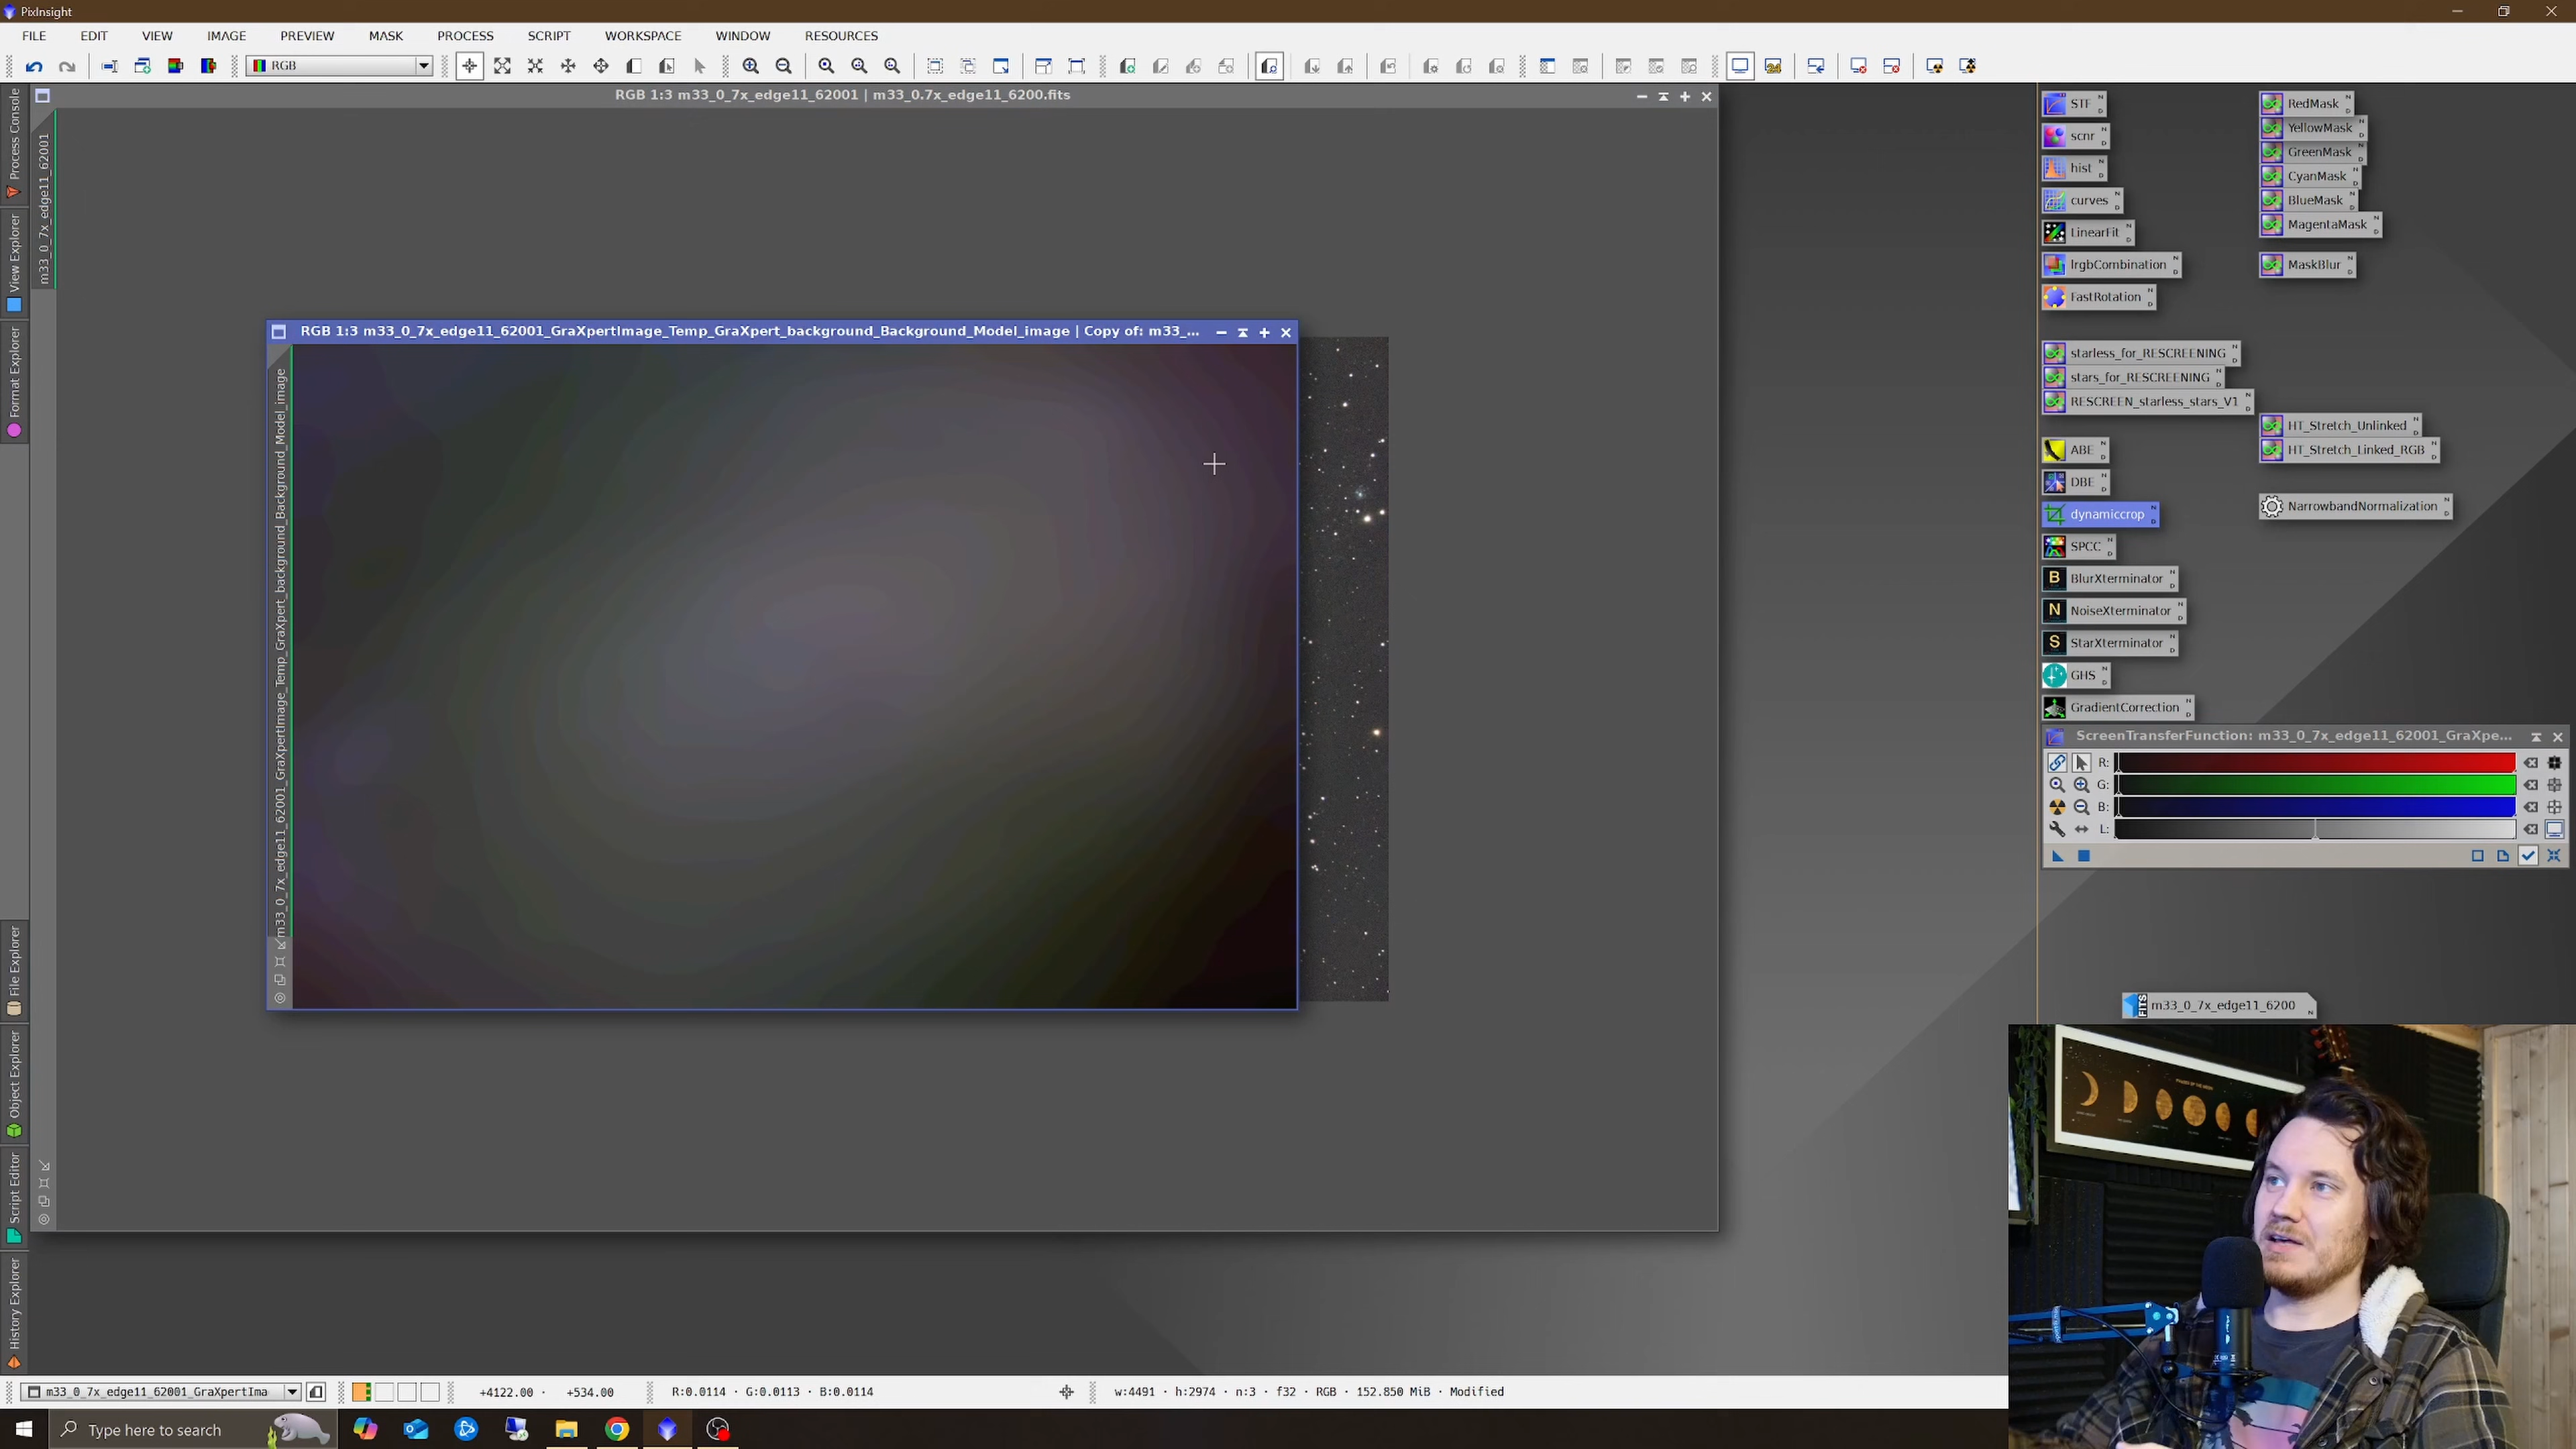 PixInsight
FILE EDIT VIEW IMAGE PREVIEW MASK PROCESS SCRIPT WORKSPACE WINDOW RESOURCES
RGB
RGB 1:3 m33_0_7x_edge11_62001 | m33_0.7x_edge11_6200.fits
Process Console
View Explorer
Format Explorer
File Explorer
Object Explorer
Script Editor
History Explorer
m33_0_7x_edge11_62001
RGB 1:3 m33_0_7x_edge11_62001_GraXpertImage_Temp_GraXpert_background_Background_Model_image | Copy of: m33_...
m33_0_7x_edge11_62001_GraXpertImage_Temp_GraXpert_background_Background_Model_image
STF
scnr
hist
curves
LinearFit
lrgbCombination
FastRotation
starless_for_RESCREENING
stars_for_RESCREENING
RESCREEN_starless_stars_V1
ABE
DBE
dynamiccrop
SPCC
B BlurXterminator
N NoiseXterminator
S StarXterminator
GHS
GradientCorrection
RedMask
YellowMask
GreenMask
CyanMask
BlueMask
MagentaMask
MaskBlur
HT_Stretch_Unlinked
HT_Stretch_Linked_RGB
NarrowbandNormalization
ScreenTransferFunction: m33_0_7x_edge11_62001_GraXpe...
R:
G:
B:
L:
FITS m33_0_7x_edge11_6200
m33_0_7x_edge11_62001_GraXpertIma
+4122.00 · +534.00
R:0.0114 · G:0.0113 · B:0.0114
w:4491 · h:2974 · n:3 · f32 · RGB · 152.850 MiB · Modified
Type here to search